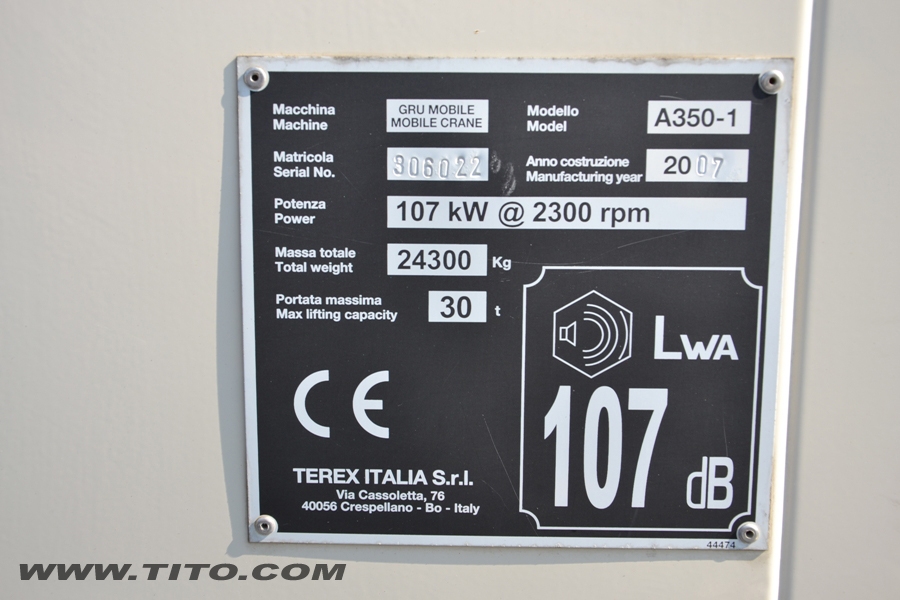 Macchina
Machine
GRU MOBILE
MOBILE CRANE
Modello
Model
A350-1
Matricola
Serial No.
306022
Anno costruzione
Manufacturing year
2007
Potenza
Power
107 kW @ 2300 rpm
Massa totale
Total weight
24300 Kg
Portata massima
Max lifting capacity
30 t
LWA
107 dB
CE
TEREX ITALIA S.r.l.
Via Cassoletta, 76
40056 Crespellano - Bo - Italy
44474
WWW.TITO.COM